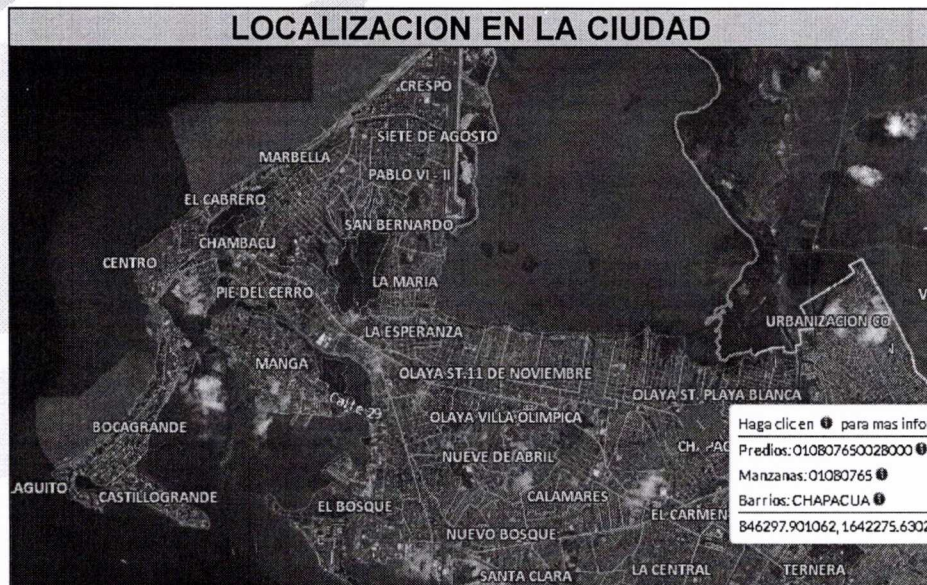 LOCALIZACION EN LA CIUDAD
CRESPO
SIETE DE AGOSTO
MARBELLA
PABLO VI - II
EL CABRERO
SAN BERNARDO
CHAMBACU
CENTRO
LA MARIA
PIE DEL CERRO
URBANIZACION CO
LA ESPERANZA
MANGA
OLAYA ST.11 DE NOVIEMBRE
OLAYA ST. PLAYA BLANCA
Calle 29
OLAYA VILLA OLIMPICA
BOCAGRANDE
CHAPAC
NUEVE DE ABRIL
LAGUITO
CASTILLOGRANDE
CALAMARES
EL BOSQUE
EL CARMEN
NUEVO BOSQUE
SANTA CLARA
LA CENTRAL
TERNERA
Haga clic en para mas info
Predios: 010807650028000
Manzanas: 01080765
Barrios: CHAPACUA
846297.901062, 1642275.6302